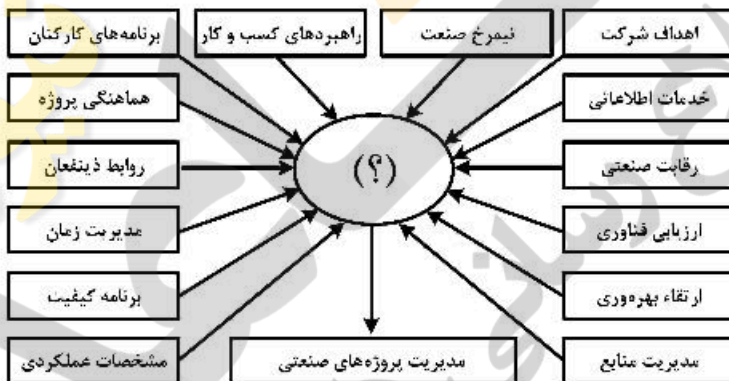 اهداف شرکت
نیمرخ صنعت
راهبردهای کسب و کار
برنامه‌های کارکنان
خدمات اطلاعاتی
هماهنگی پروژه
رقابت صنعتی
(؟)
روابط ذینفعان
ارزیابی فناوری
مدیریت زمان
ارتقاء بهره‌وری
برنامه کیفیت
مدیریت منابع
مدیریت پروژه‌های صنعتی
مشخصات عملکردی